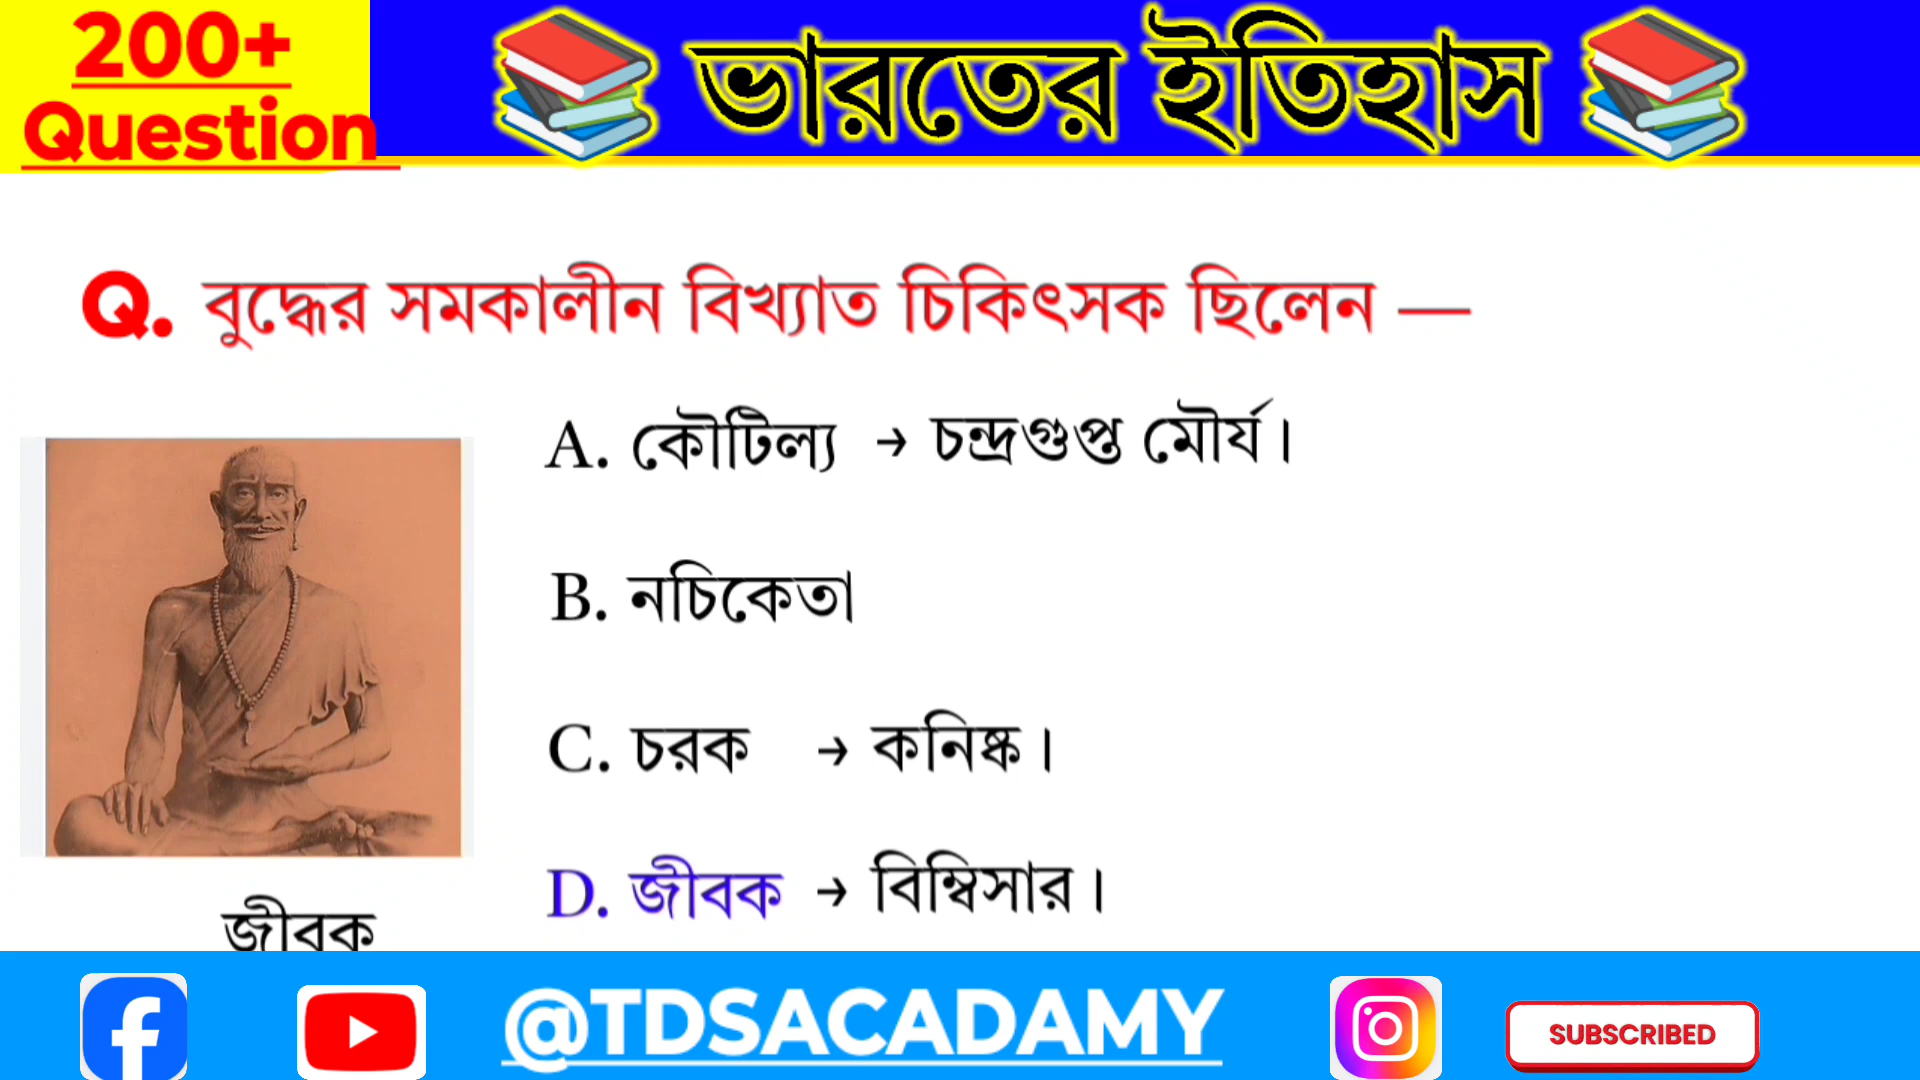 200+
Question
ভারতের ইতিহাস
Q. বুদ্ধের সমকালীন বিখ্যাত চিকিৎসক ছিলেন —
A. কৌটিল্য → চন্দ্রগুপ্ত মৌর্য।
B. নচিকেতা
C. চরক → কনিষ্ক।
D. জীবক → বিম্বিসার।
জীবক
@TDSACADAMY
SUBSCRIBED